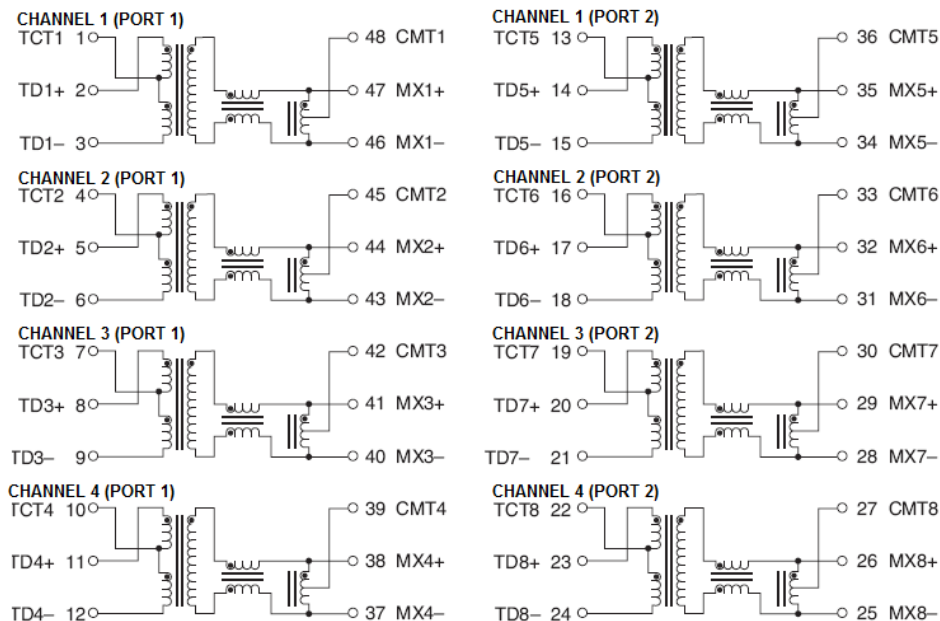 CHANNEL 1 (PORT 1)
TCT1 1 48 CMT1
TD1+ 2 47 MX1+
TD1– 3 46 MX1–
CHANNEL 2 (PORT 1)
TCT2 4 45 CMT2
TD2+ 5 44 MX2+
TD2– 6 43 MX2–
CHANNEL 3 (PORT 1)
TCT3 7 42 CMT3
TD3+ 8 41 MX3+
TD3– 9 40 MX3–
CHANNEL 4 (PORT 1)
TCT4 10 39 CMT4
TD4+ 11 38 MX4+
TD4– 12 37 MX4–
CHANNEL 1 (PORT 2)
TCT5 13 36 CMT5
TD5+ 14 35 MX5+
TD5– 15 34 MX5–
CHANNEL 2 (PORT 2)
TCT6 16 33 CMT6
TD6+ 17 32 MX6+
TD6– 18 31 MX6–
CHANNEL 3 (PORT 2)
TCT7 19 30 CMT7
TD7+ 20 29 MX7+
TD7– 21 28 MX7–
CHANNEL 4 (PORT 2)
TCT8 22 27 CMT8
TD8+ 23 26 MX8+
TD8– 24 25 MX8–